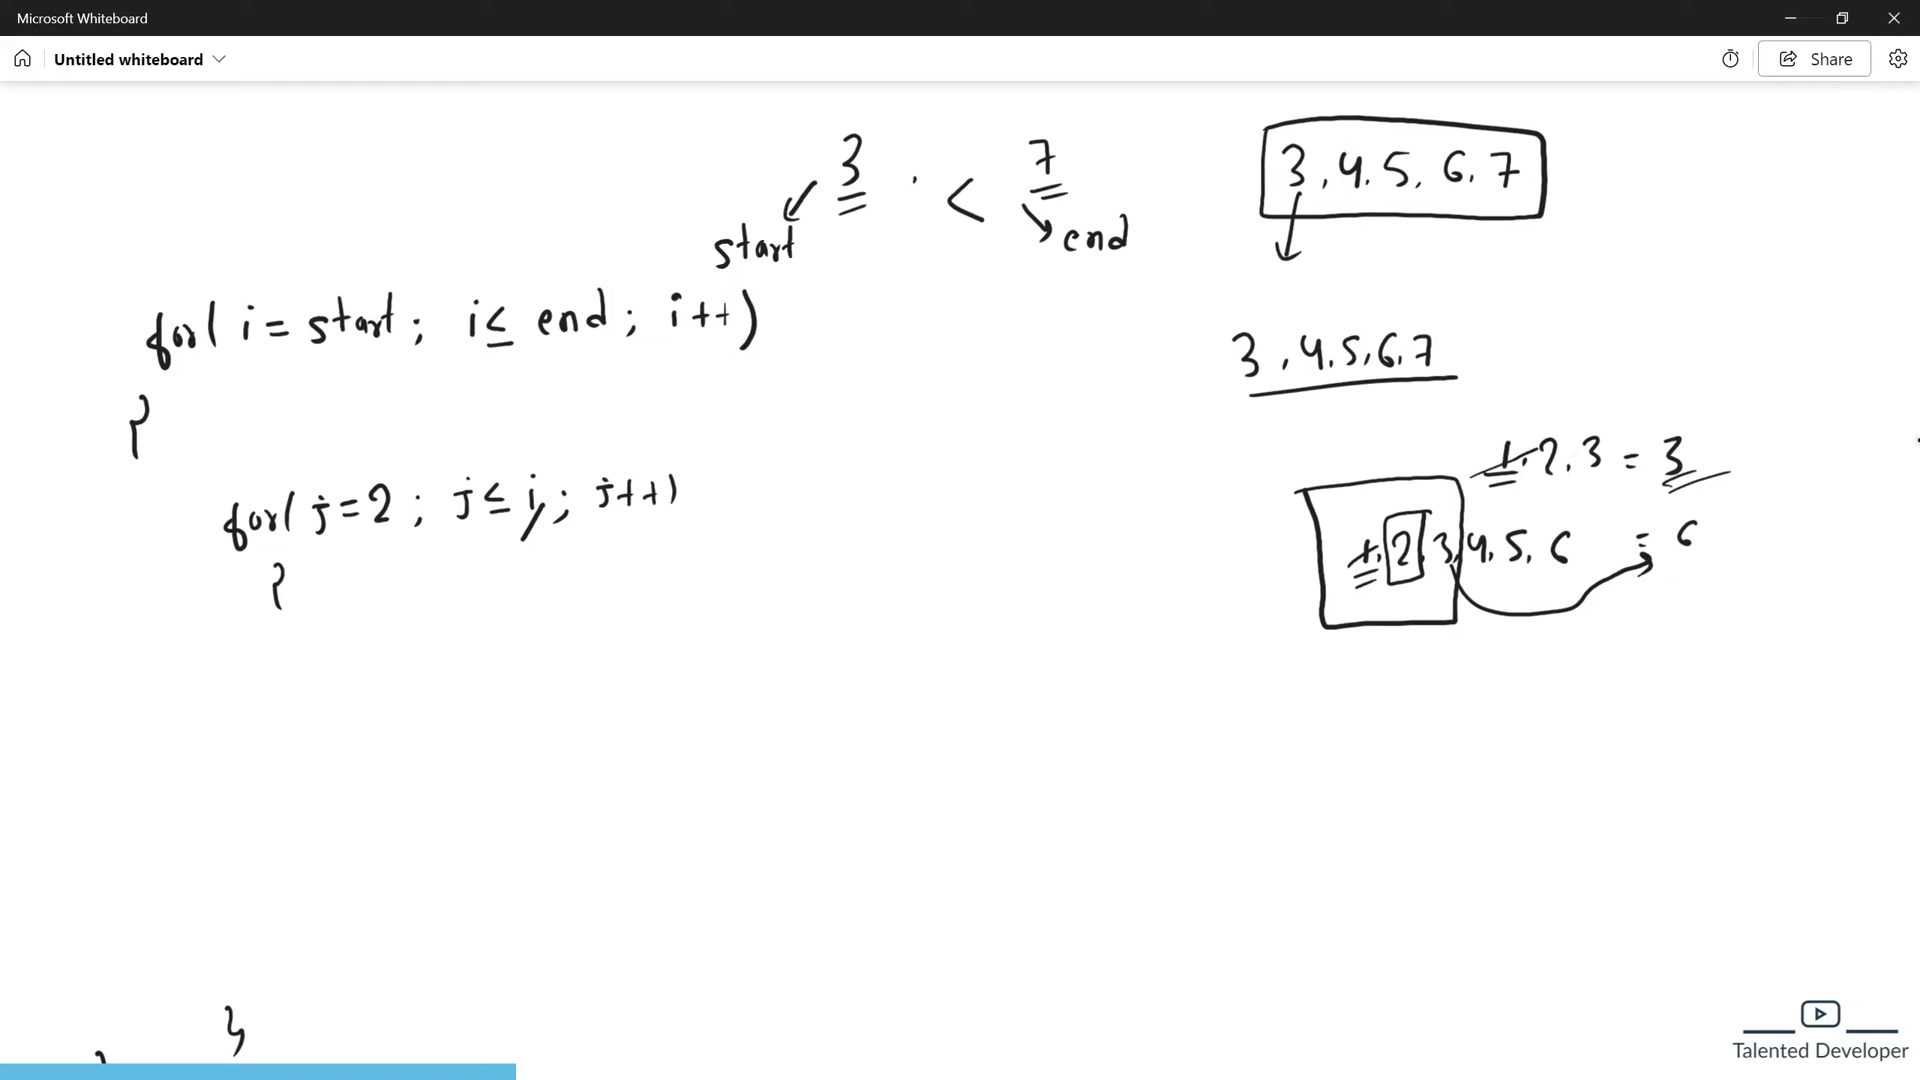 Microsoft Whiteboard
Untitled whiteboard
Share
3 < 7
start
end
3, 4, 5, 6, 7
for( i = start ; i ≤ end ; i++)
{
3, 4, 5, 6, 7
1, 2, 3 = 3
for( j = 2 ; j ≤ i ; j++)
{
1, 2, 3, 4, 5, 6 = 6
}
Talented Developer